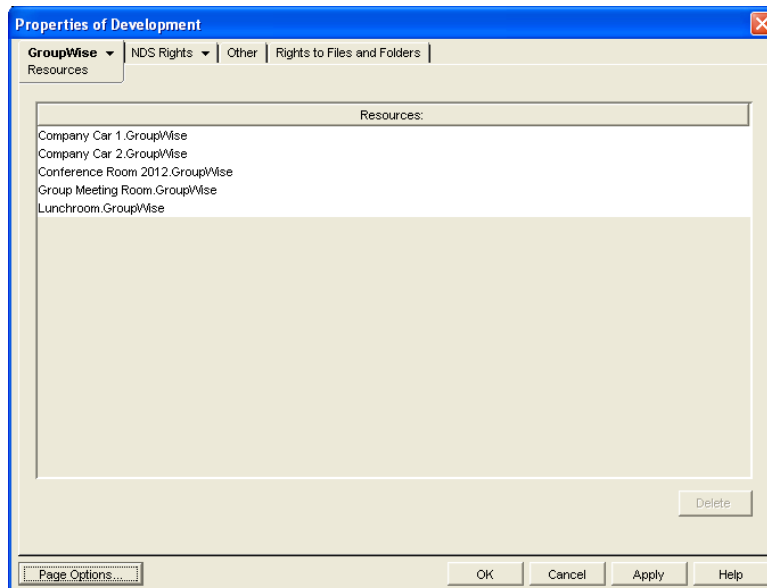 Properties of Development
GroupWise
NDS Rights
Other
Rights to Files and Folders
Resources
Resources:
Company Car 1.GroupWise
Company Car 2.GroupWise
Conference Room 2012.GroupWise
Group Meeting Room.GroupWise
Lunchroom.GroupWise
Delete
Page Options...
OK
Cancel
Apply
Help